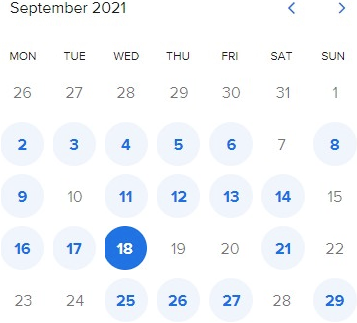 September 2021
MON TUE WED THU FRI SAT SUN
26 27 28 29 30 31 1
2 3 4 5 6 7 8
9 10 11 12 13 14 15
16 17 18 19 20 21 22
23 24 25 26 27 28 29